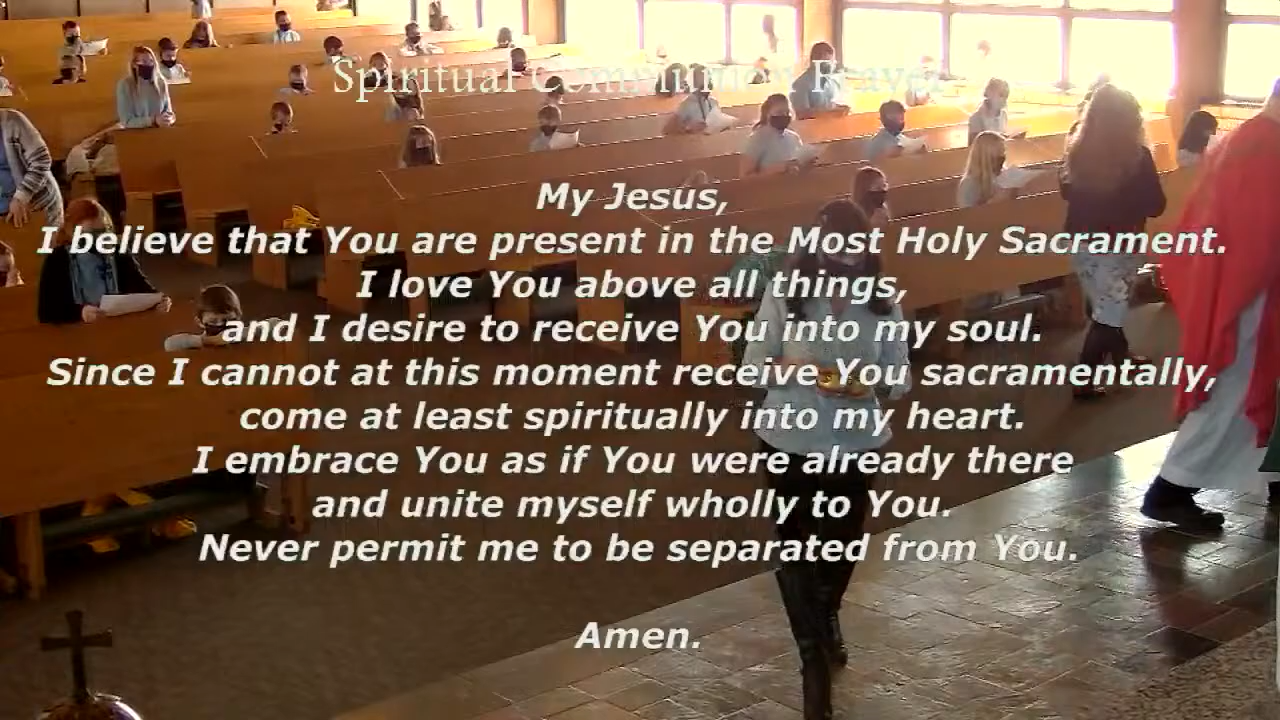 Spiritual Communion Prayer
My Jesus,
I believe that You are present in the Most Holy Sacrament.
I love You above all things,
and I desire to receive You into my soul.
Since I cannot at this moment receive You sacramentally,
come at least spiritually into my heart.
I embrace You as if You were already there
and unite myself wholly to You.
Never permit me to be separated from You.
Amen.